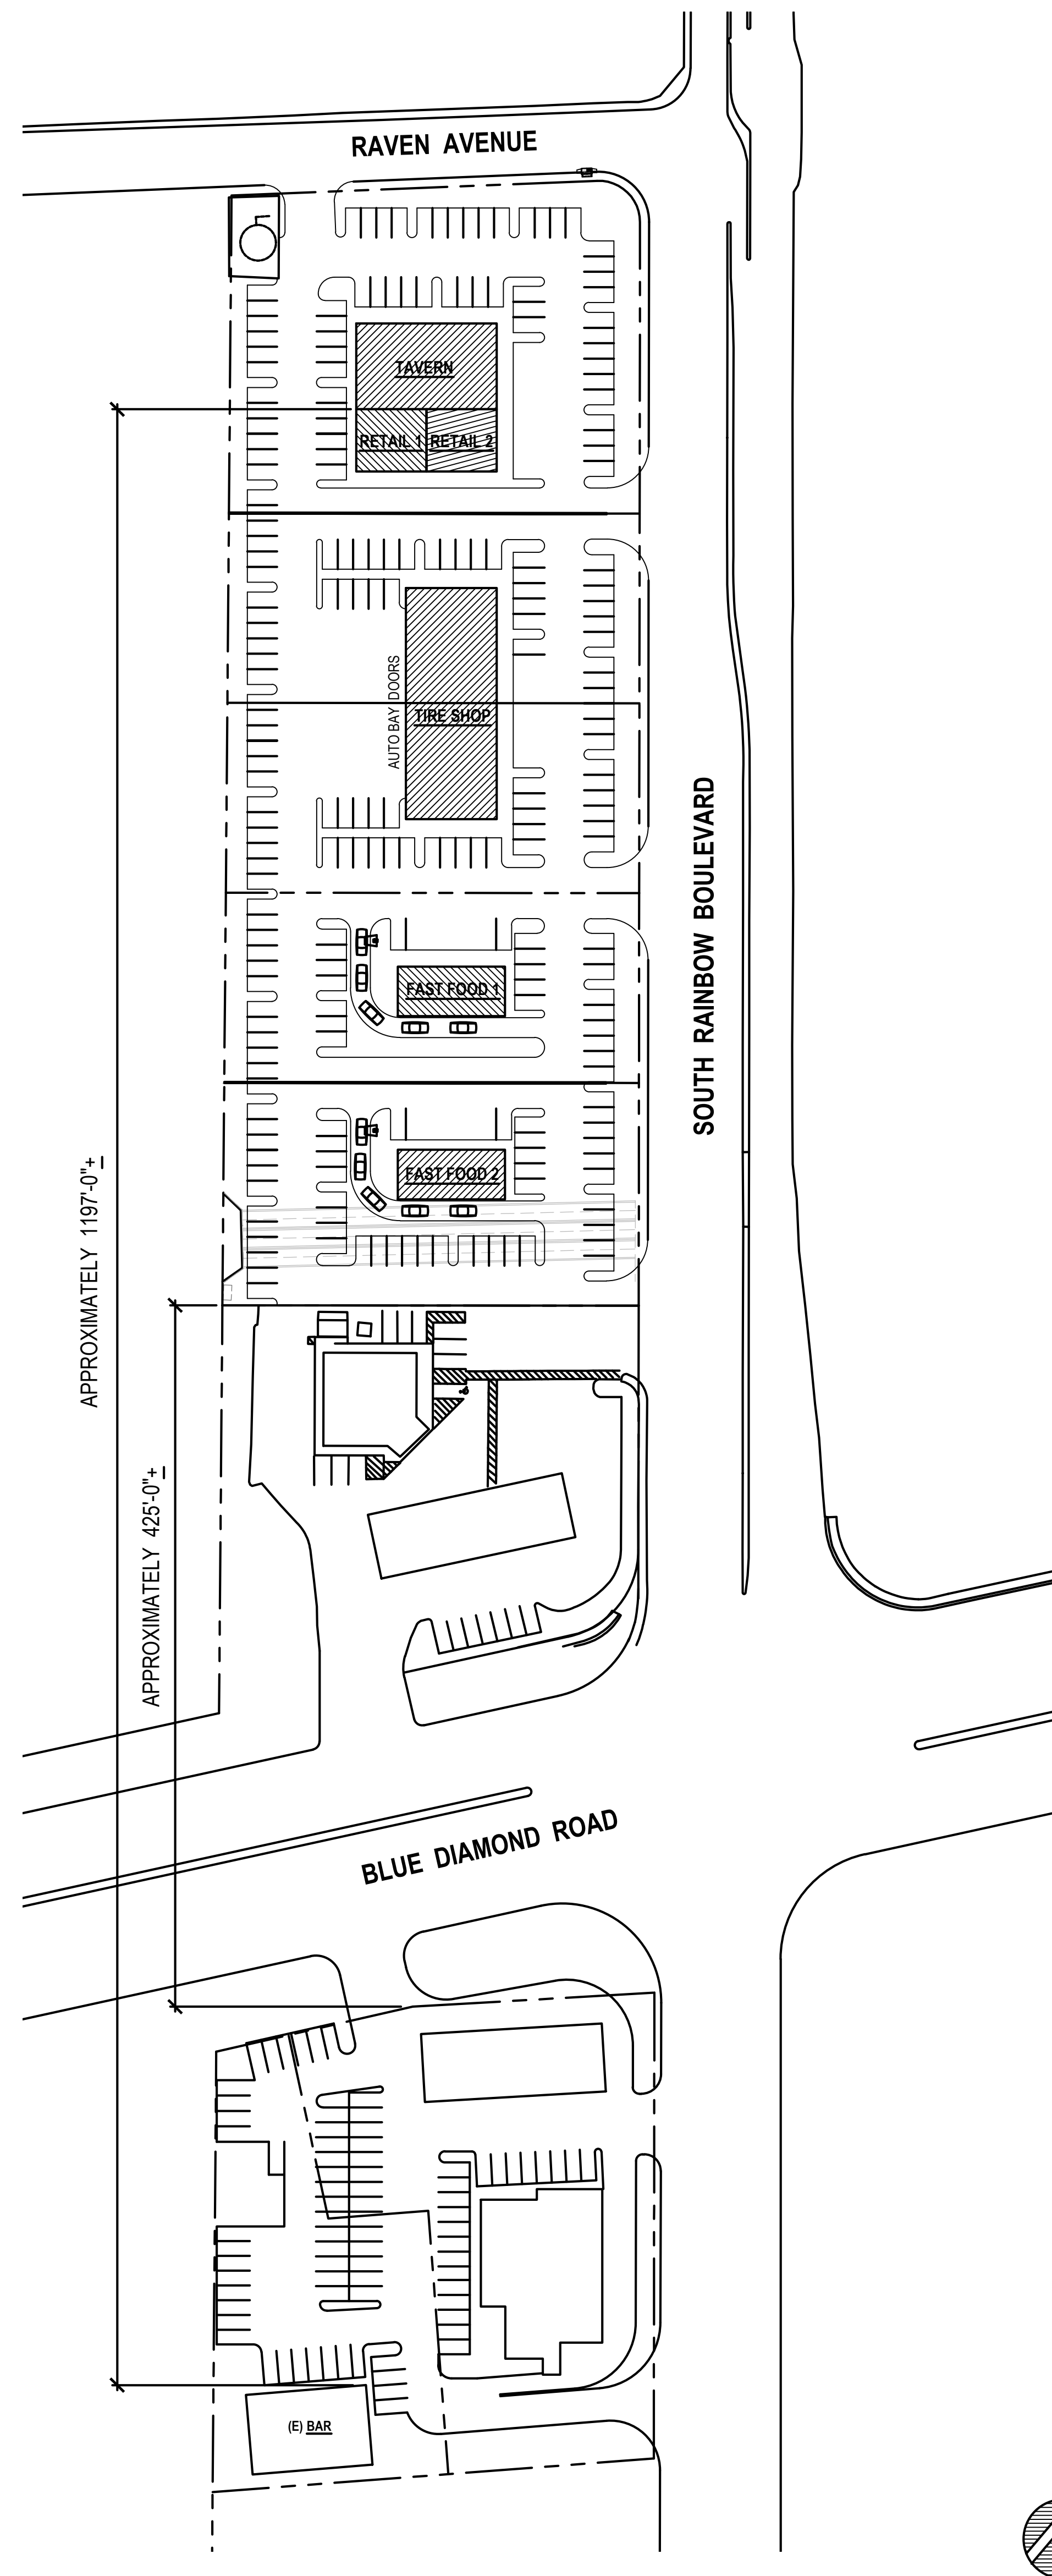 RAVEN AVENUE
TAVERN
RETAIL 1
RETAIL 2
AUTO BAY DOORS
TIRE SHOP
SOUTH RAINBOW BOULEVARD
FAST FOOD 1
FAST FOOD 2
APPROXIMATELY 1197'-0"±
APPROXIMATELY 425'-0"±
BLUE DIAMOND ROAD
(E) BAR